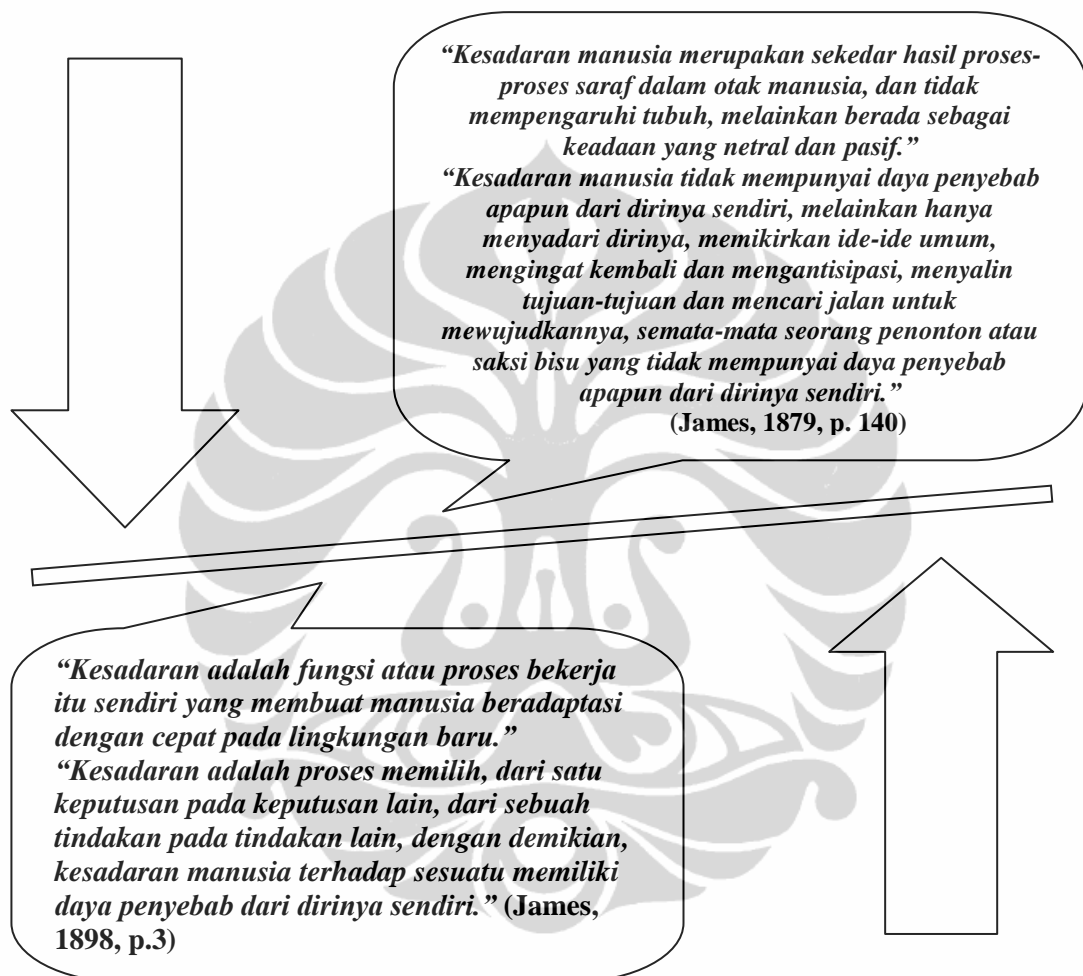 “Kesadaran manusia merupakan sekedar hasil proses-
proses saraf dalam otak manusia, dan tidak
mempengaruhi tubuh, melainkan berada sebagai
keadaan yang netral dan pasif.”
“Kesadaran manusia tidak mempunyai daya penyebab
apapun dari dirinya sendiri, melainkan hanya
menyadari dirinya, memikirkan ide-ide umum,
mengingat kembali dan mengantisipasi, menyalin
tujuan-tujuan dan mencari jalan untuk
mewujudkannya, semata-mata seorang penonton atau
saksi bisu yang tidak mempunyai daya penyebab
apapun dari dirinya sendiri.”
(James, 1879, p. 140)
“Kesadaran adalah fungsi atau proses bekerja
itu sendiri yang membuat manusia beradaptasi
dengan cepat pada lingkungan baru.”
“Kesadaran adalah proses memilih, dari satu
keputusan pada keputusan lain, dari sebuah
tindakan pada tindakan lain, dengan demikian,
kesadaran manusia terhadap sesuatu memiliki
daya penyebab dari dirinya sendiri.” (James,
1898, p.3)